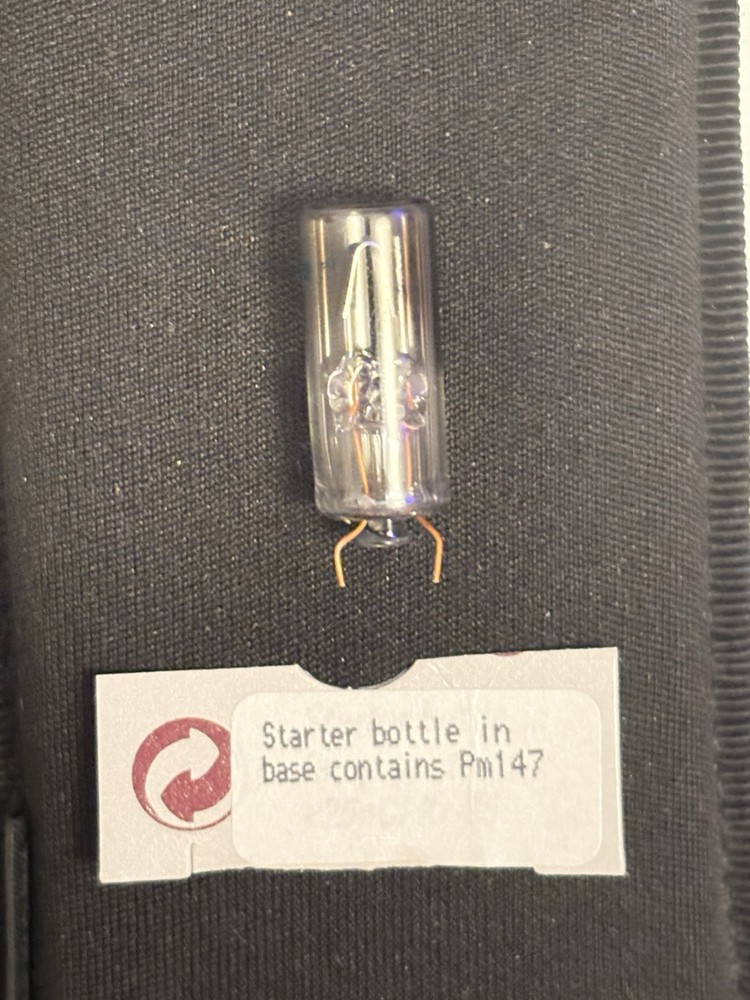 Starter bottle in
base contains Pm147